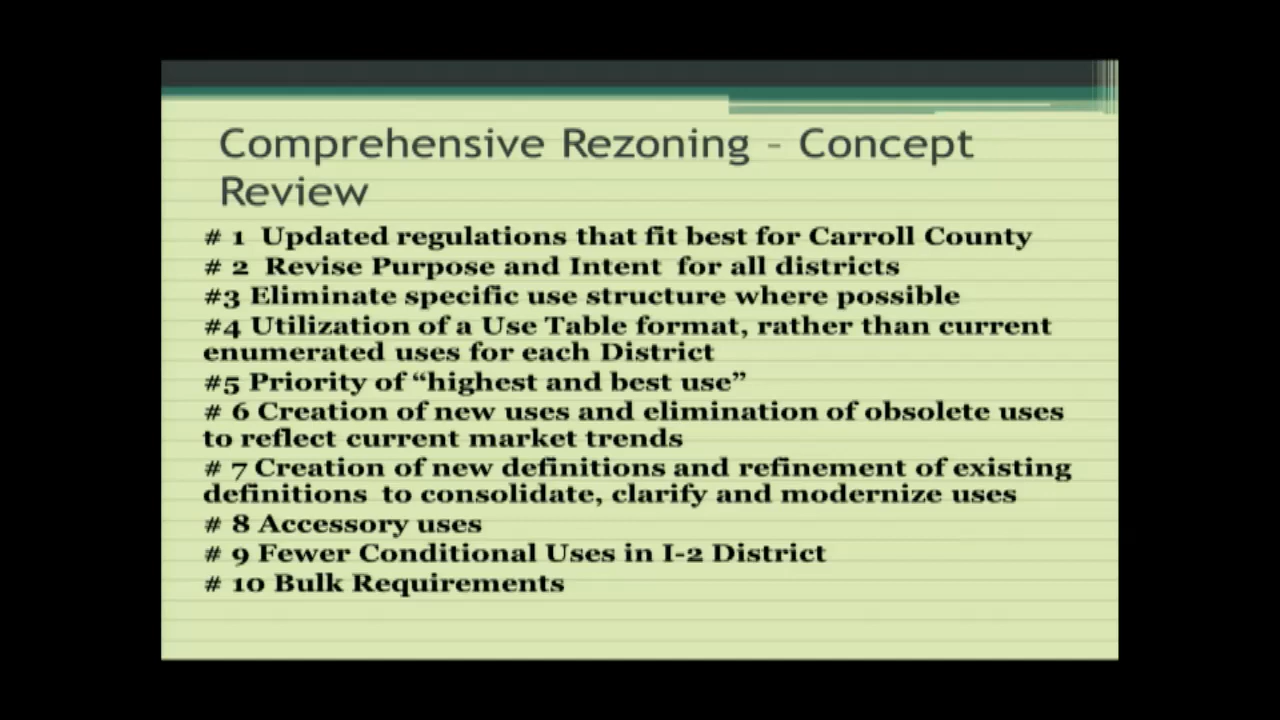 Comprehensive Rezoning – Concept
Review
# 1  Updated regulations that fit best for Carroll County
# 2  Revise Purpose and Intent  for all districts
#3 Eliminate specific use structure where possible
#4 Utilization of a Use Table format, rather than current
enumerated uses for each District
#5 Priority of “highest and best use”
# 6 Creation of new uses and elimination of obsolete uses
to reflect current market trends
# 7 Creation of new definitions and refinement of existing
definitions  to consolidate, clarify and modernize uses
# 8 Accessory uses
# 9 Fewer Conditional Uses in I-2 District
# 10 Bulk Requirements